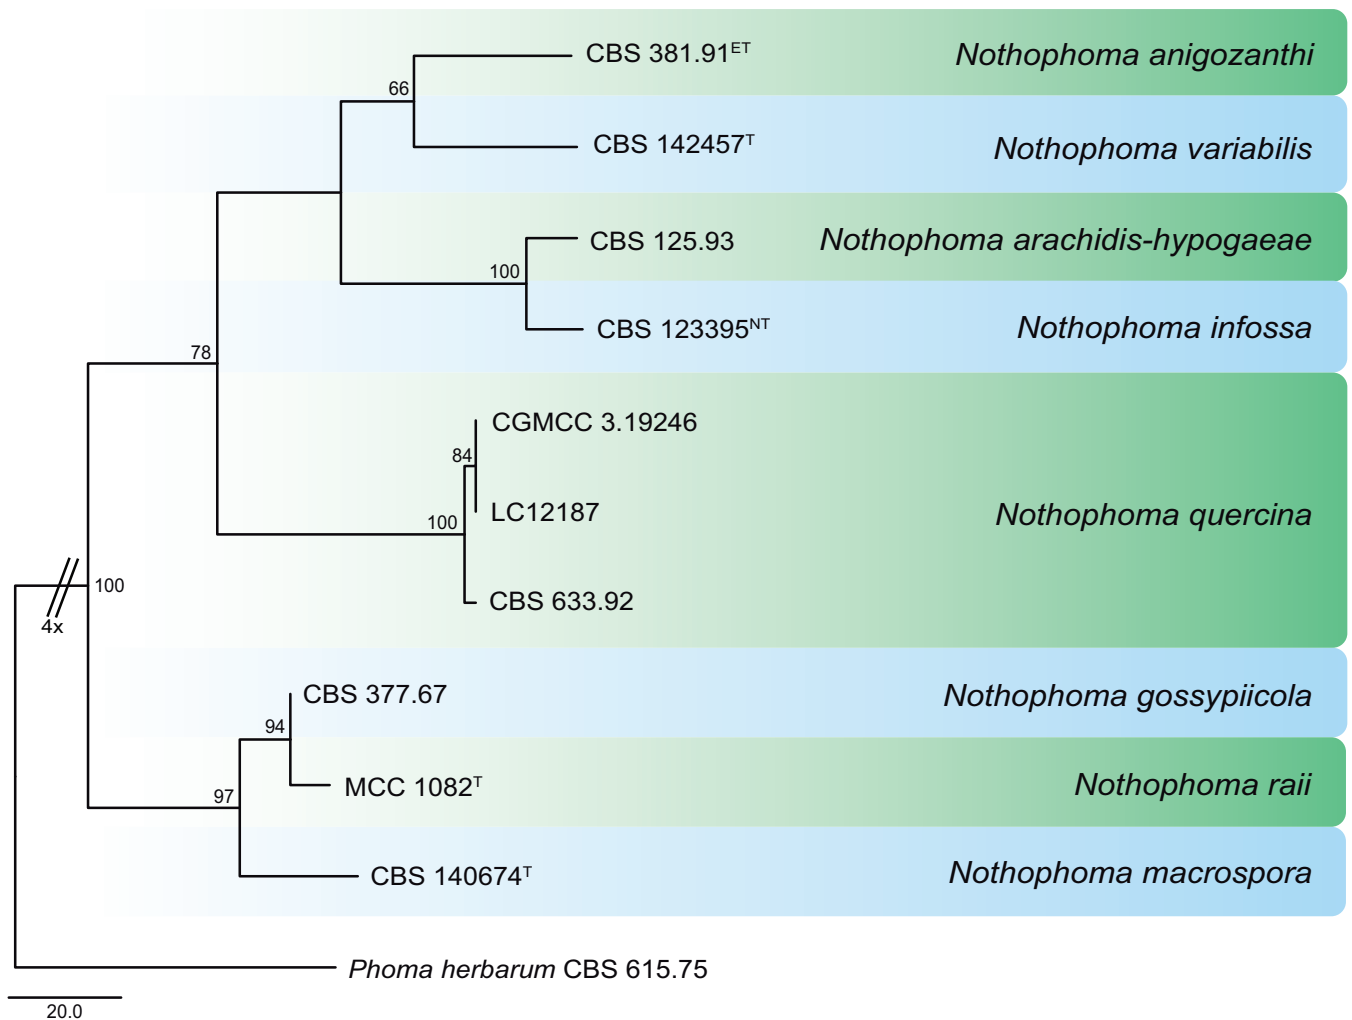 CBS 381.91ᴱᵀ Nothophoma anigozanthi
66
CBS 142457ᵀ Nothophoma variabilis
CBS 125.93 Nothophoma arachidis-hypogaeae
100
CBS 123395ᴺᵀ Nothophoma infossa
78
CGMCC 3.19246
84
LC12187 Nothophoma quercina
100
100
CBS 633.92
4x
CBS 377.67 Nothophoma gossypiicola
94
MCC 1082ᵀ Nothophoma raii
97
CBS 140674ᵀ Nothophoma macrospora
Phoma herbarum CBS 615.75
20.0